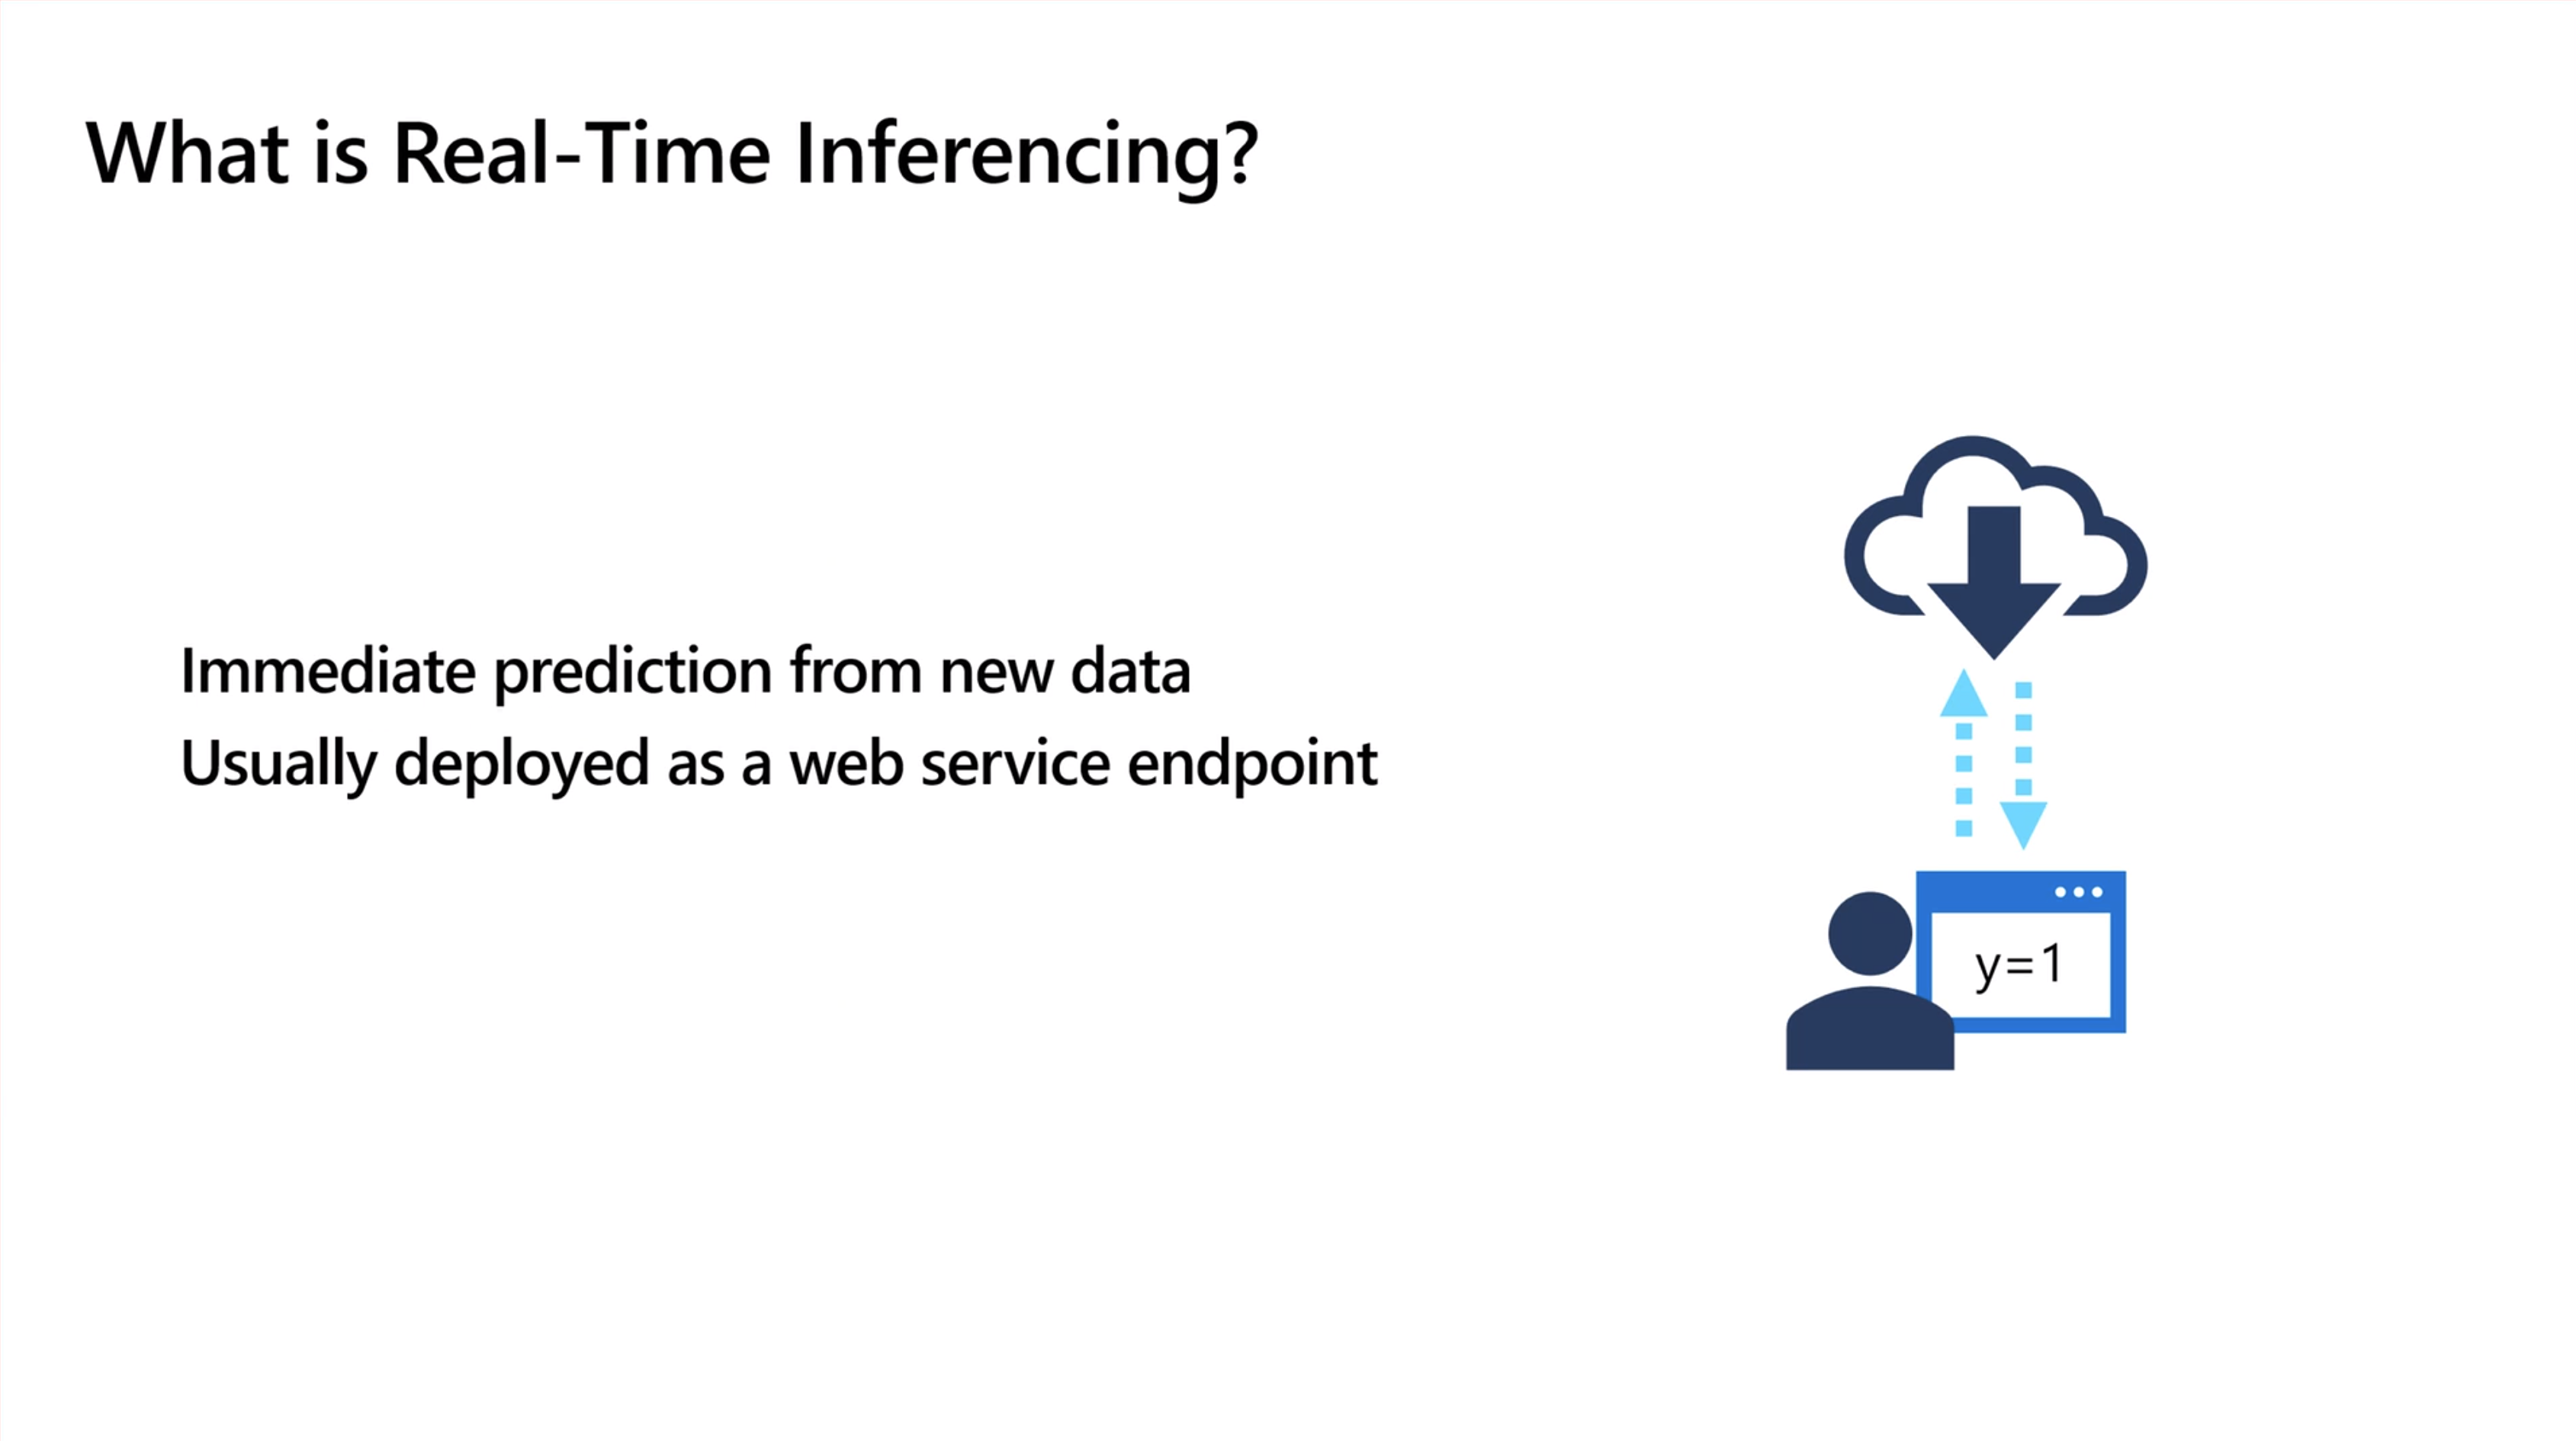 What is Real-Time Inferencing?
Immediate prediction from new data
Usually deployed as a web service endpoint
y=1